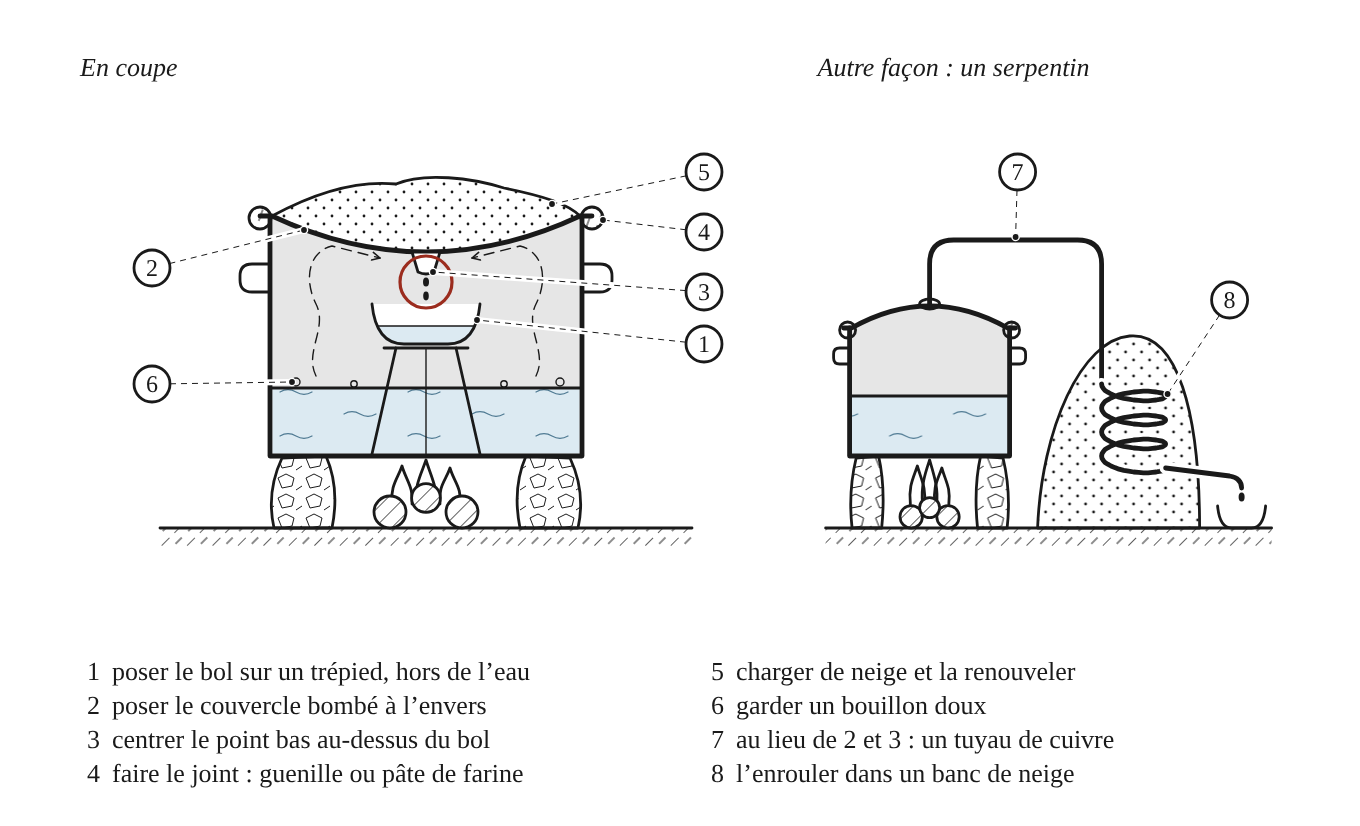 En coupe
Autre façon : un serpentin
5
7
4
2
3
8
1
6
1 poser le bol sur un trépied, hors de l’eau
2 poser le couvercle bombé à l’envers
3 centrer le point bas au-dessus du bol
4 faire le joint : guenille ou pâte de farine
5 charger de neige et la renouveler
6 garder un bouillon doux
7 au lieu de 2 et 3 : un tuyau de cuivre
8 l’enrouler dans un banc de neige